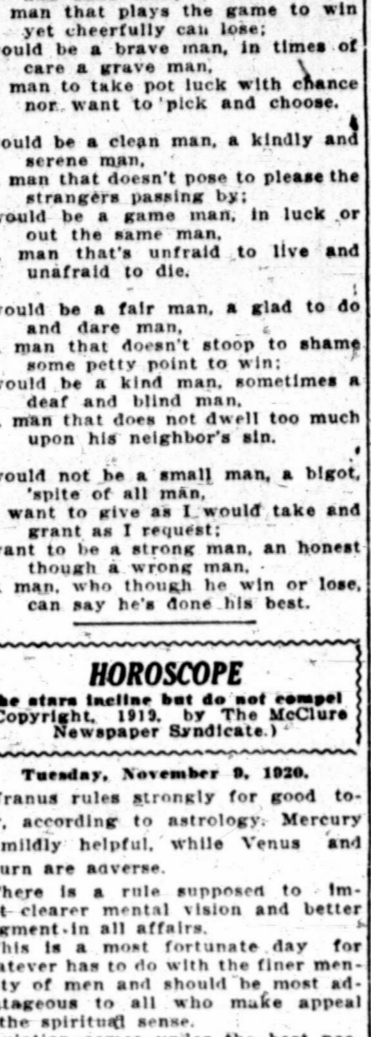 man that plays the game to win
yet cheerfully can lose;
ould be a brave man, in times of
care a grave man,
man to take pot luck with chance
nor want to pick and choose.
ould be a clean man, a kindly and
serene man,
man that doesn't pose to please the
strangers passing by;
would be a game man, in luck or
out the same man,
man that's unfraid to live and
unafraid to die.
would be a fair man, a glad to do
and dare man,
man that doesn't stoop to shame
some petty point to win;
would be a kind man, sometimes a
deaf and blind man,
man that does not dwell too much
upon his neighbor's sin.
would not be a small man, a bigot,
'spite of all man,
want to give as I would take and
grant as I request;
want to be a strong man, an honest
though a wrong man,
man, who though he win or lose,
can say he's done his best.
HOROSCOPE
he stars incline but do not compel
Copyright, 1919, by The McClure
Newspaper Syndicate.)
Tuesday, November 9, 1920.
Uranus rules strongly for good to-
, according to astrology. Mercury
mildly helpful, while Venus and
urn are adverse.
here is a rule supposed to im-
t clearer mental vision and better
gment in all affairs.
his is a most fortunate day for
atever has to do with the finer men-
ty of men and should be most ad-
tageous to all who make appeal
the spiritual sense.